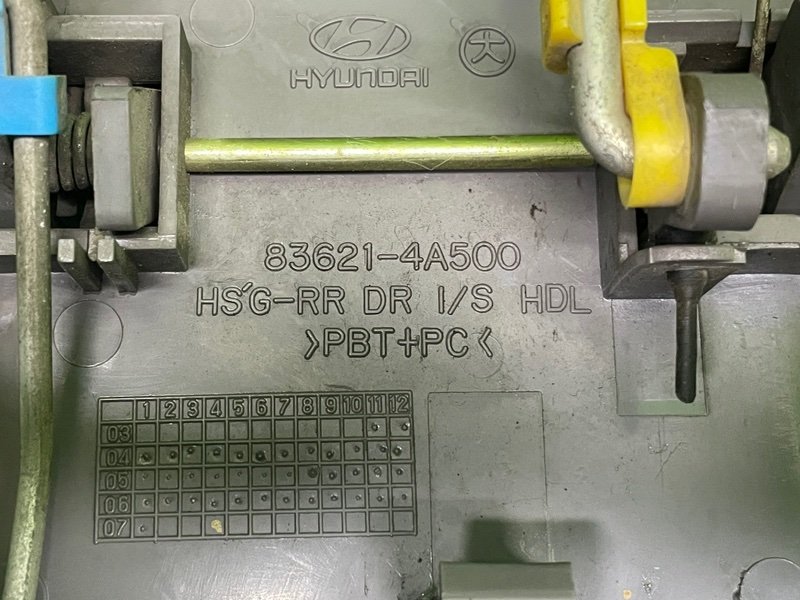 HYUNDAI
大
83621-4A500
HS'G-RR DR I/S HDL
>PBT+PC<
1 2 3 4 5 6 7 8 9 10 11 12
03
04
05
06
07